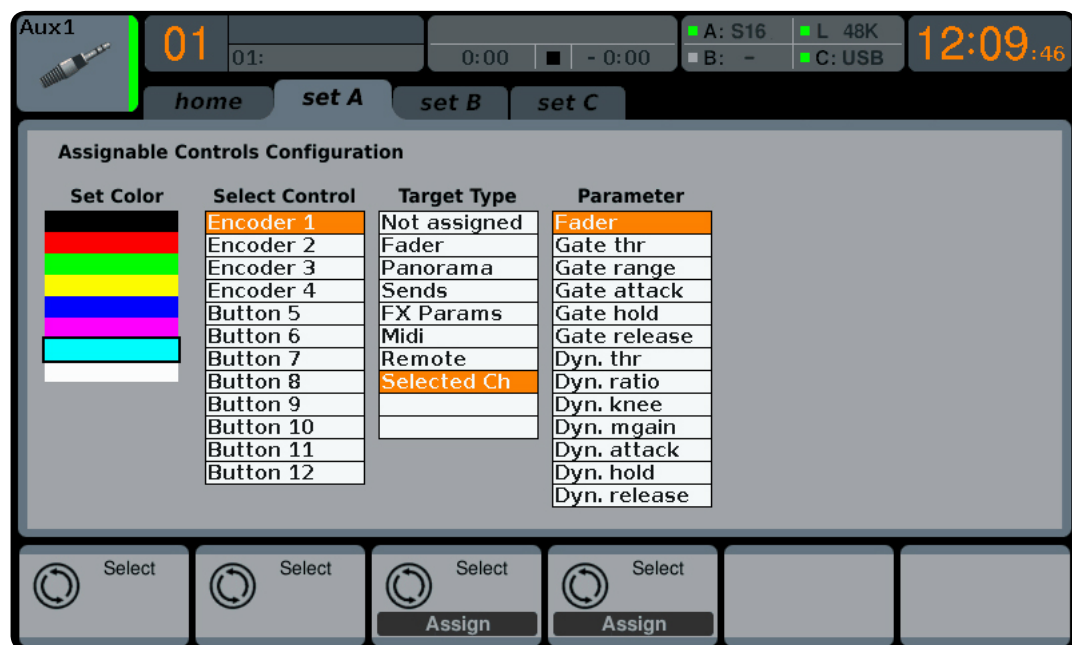 Aux1
01
01:
0:00
- 0:00
A: S16
B: -
L 48K
C: USB
12:09:46
home
set A
set B
set C
Assignable Controls Configuration
Set Color
Select Control
Target Type
Parameter
Encoder 1
Encoder 2
Encoder 3
Encoder 4
Button 5
Button 6
Button 7
Button 8
Button 9
Button 10
Button 11
Button 12
Not assigned
Fader
Panorama
Sends
FX Params
Midi
Remote
Selected Ch
Fader
Gate thr
Gate range
Gate attack
Gate hold
Gate release
Dyn. thr
Dyn. ratio
Dyn. knee
Dyn. mgain
Dyn. attack
Dyn. hold
Dyn. release
Select
Select
Select
Assign
Select
Assign